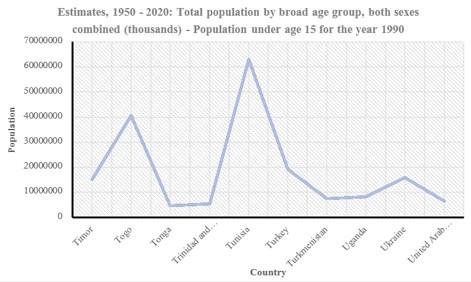 Estimates, 1950 - 2020: Total population by broad age group, both sexes
combined (thousands) - Population under age 15 for the year 1990
70000000
60000000
50000000
40000000
30000000
20000000
10000000
0
Population
Timor
Togo
Tonga
Trinidad and...
Tunisia
Turkey
Turkmenistan
Uganda
Ukraine
United Arab...
Country